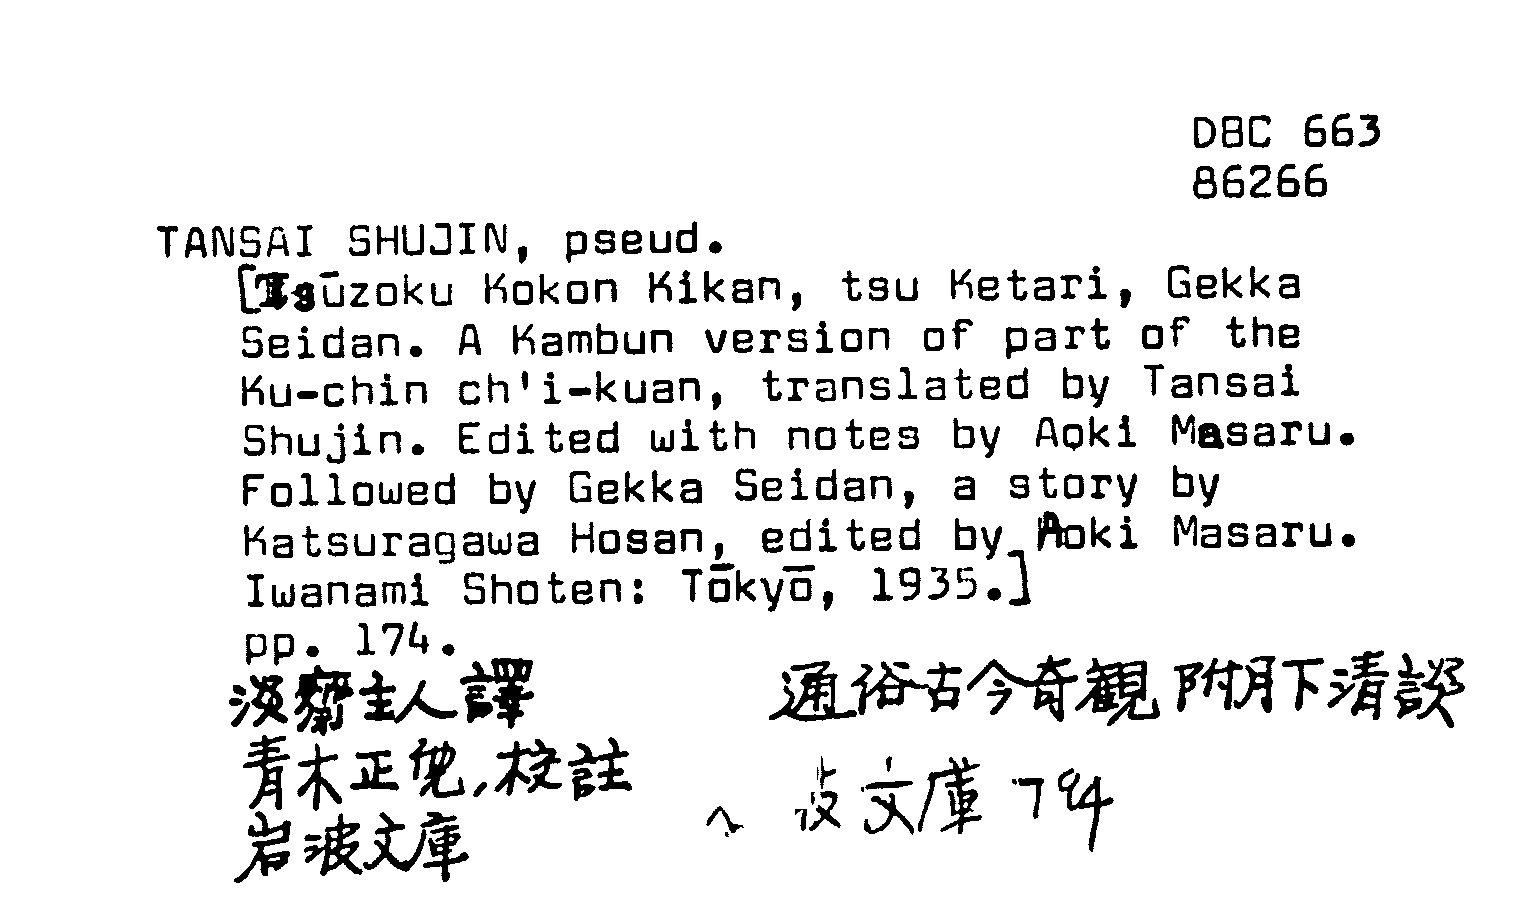 DBC 663
86266
TANSAI SHUJIN, pseud.
[Tsūzoku Kokon Kikan, tsu Ketari, Gekka
Seidan. A Kambun version of part of the
Ku-chin ch'i-kuan, translated by Tansai
Shujin. Edited with notes by Aoki Masaru.
Followed by Gekka Seidan, a story by
Katsuragawa Hosan, edited by Aoki Masaru.
Iwanami Shoten: Tōkyō, 1935.]
pp. 174.
淡齋主人譯 通俗古今奇觀 附月下清談
青木正兒,校註
岩波文庫 波文庫